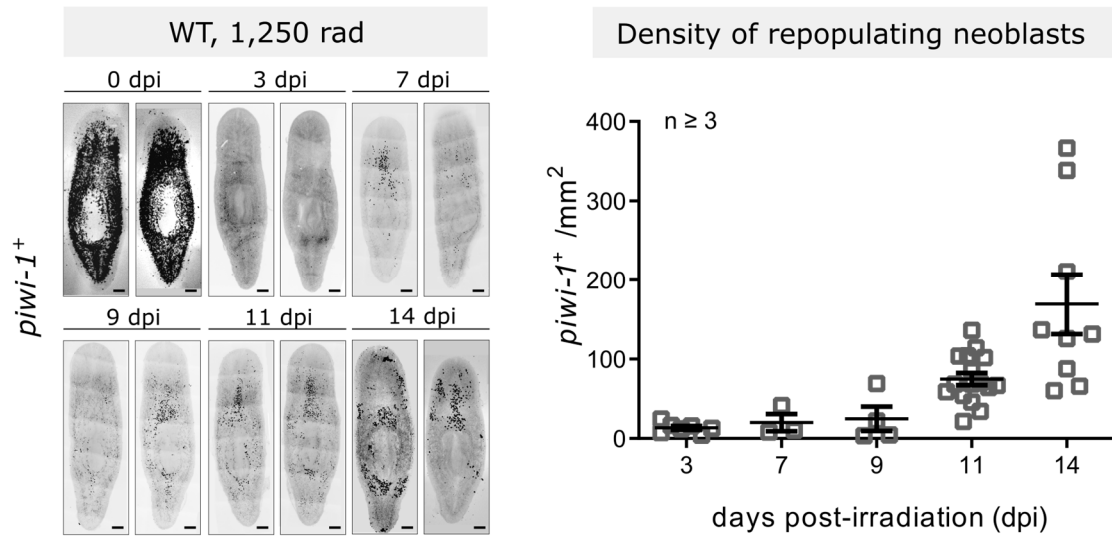 WT, 1,250 rad
0 dpi 3 dpi 7 dpi
9 dpi 11 dpi 14 dpi
piwi-1+
Density of repopulating neoblasts
n ≥ 3
piwi-1+ /mm2
400
300
200
100
0
3 7 9 11 14
days post-irradiation (dpi)